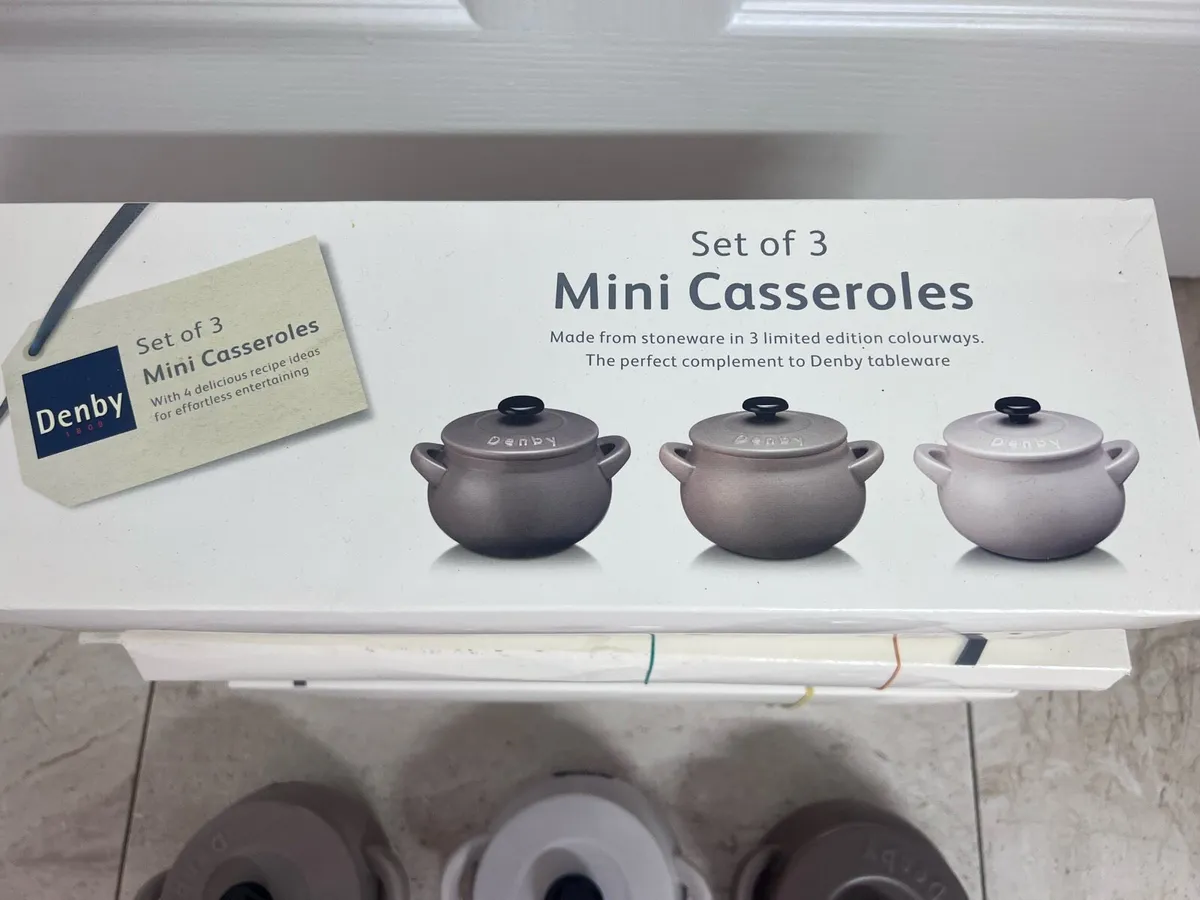 Set of 3
Mini Casseroles
Made from stoneware in 3 limited edition colourways.
The perfect complement to Denby tableware
Set of 3
Mini Casseroles
With 4 delicious recipe ideas
for effortless entertaining
Denby
1809
Denby
Denby
Denby
Denby